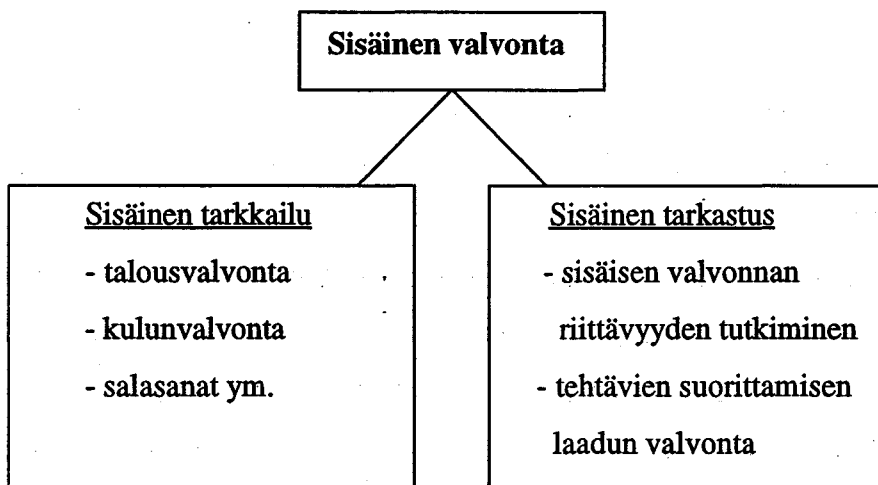 Sisäinen valvonta
Sisäinen tarkkailu
- talousvalvonta
- kulunvalvonta
- salasanat ym.
Sisäinen tarkastus
- sisäisen valvonnan
riittävyyden tutkiminen
- tehtävien suorittamisen
laadun valvonta